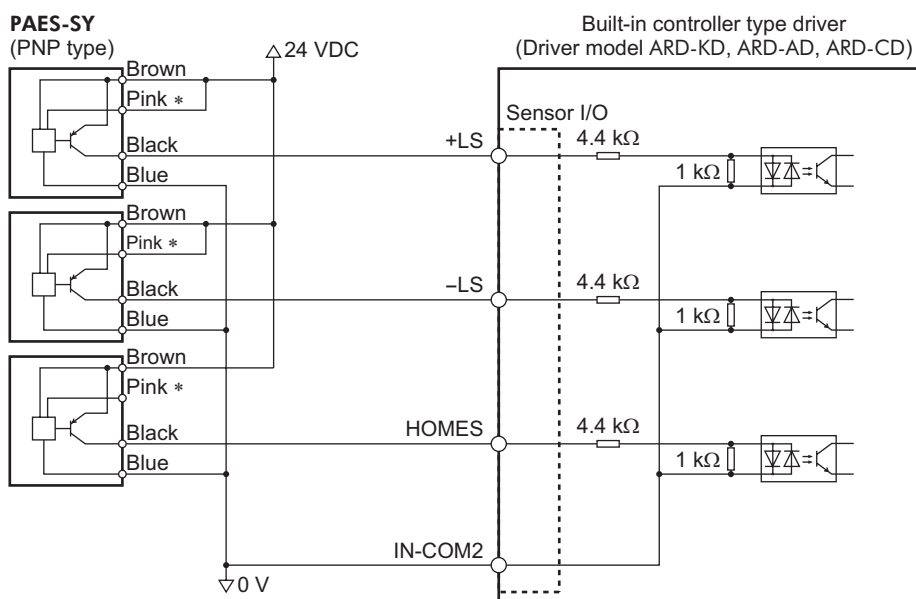 PAES-SY
(PNP type)
24 VDC
Built-in controller type driver
(Driver model ARD-KD, ARD-AD, ARD-CD)
Brown
Pink *
Black
Blue
Sensor I/O
+LS
4.4 kΩ
1 kΩ
Brown
Pink *
Black
Blue
–LS
4.4 kΩ
1 kΩ
Brown
Pink *
Black
Blue
HOMES
4.4 kΩ
1 kΩ
IN-COM2
0 V